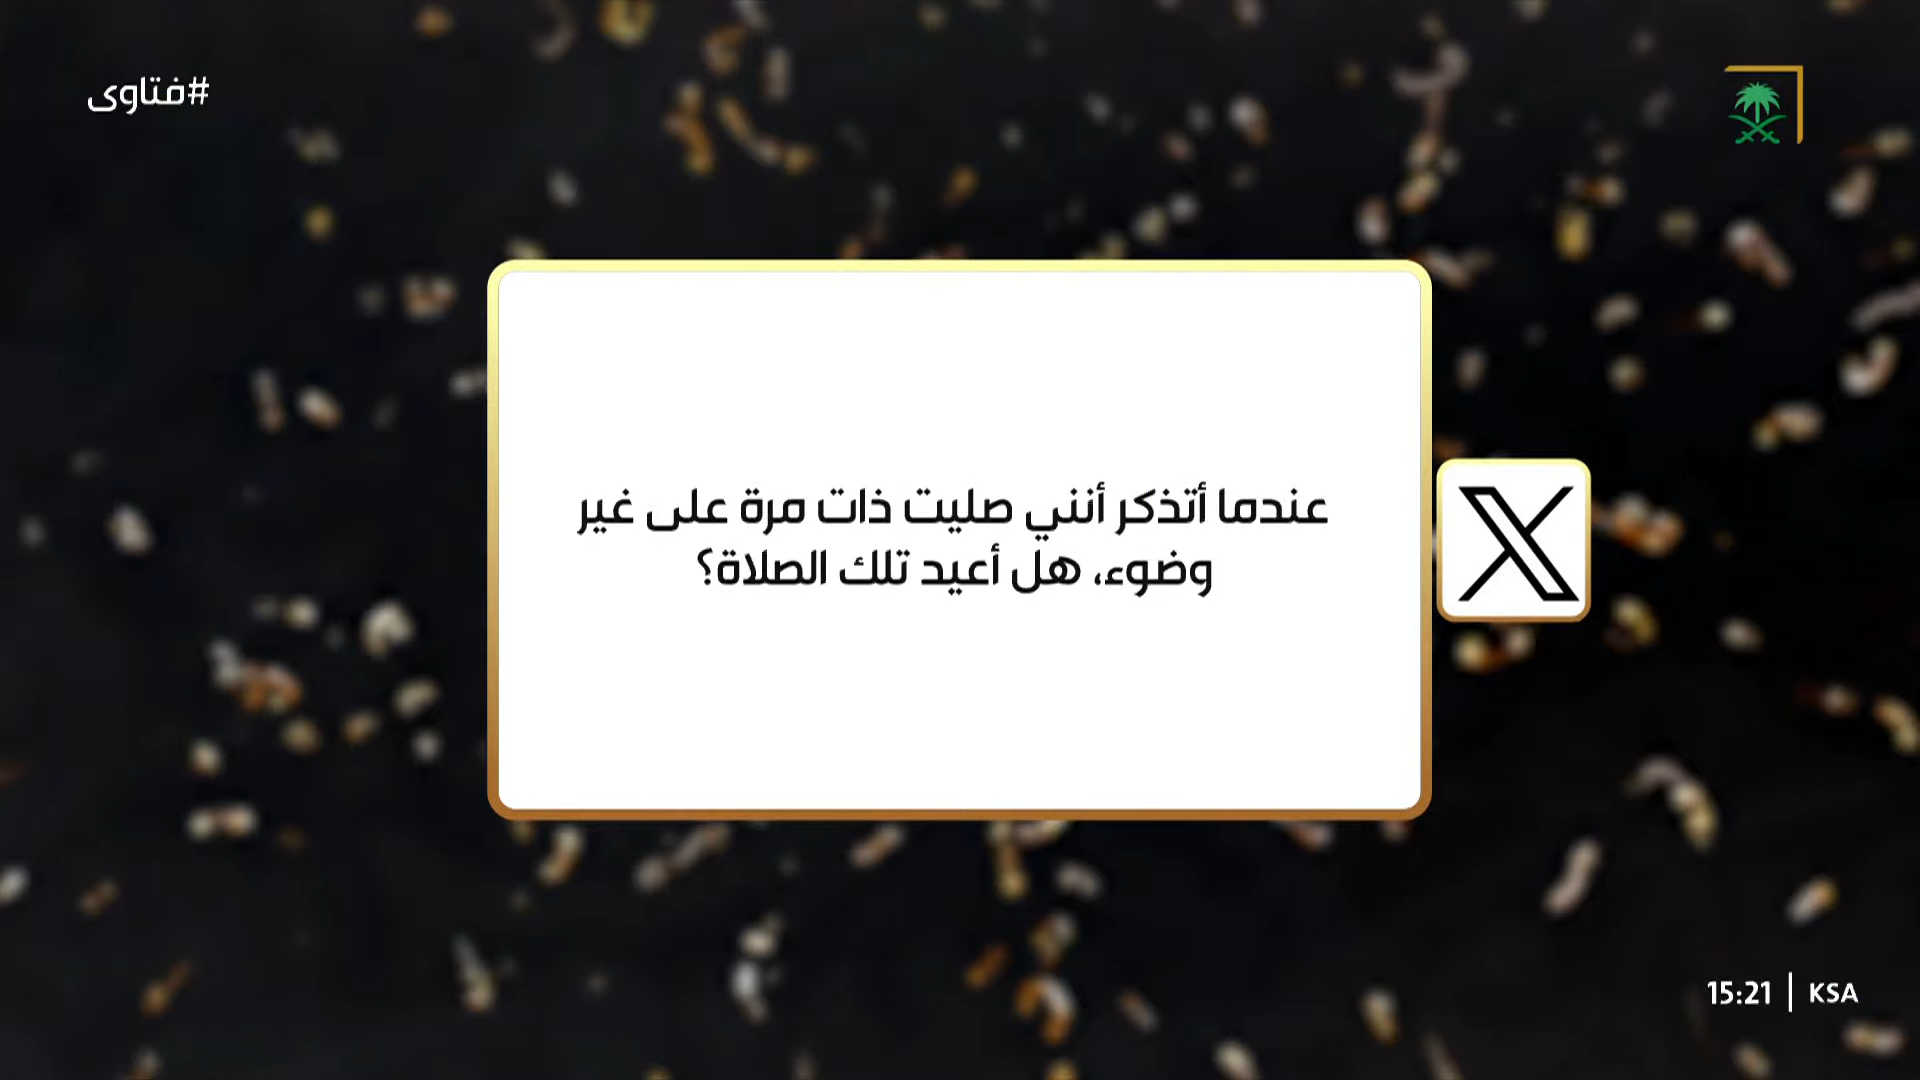 #فتاوى
عندما أتذكر أنني صليت ذات مرة على غير
وضوء، هل أعيد تلك الصلاة؟
15:21 | KSA